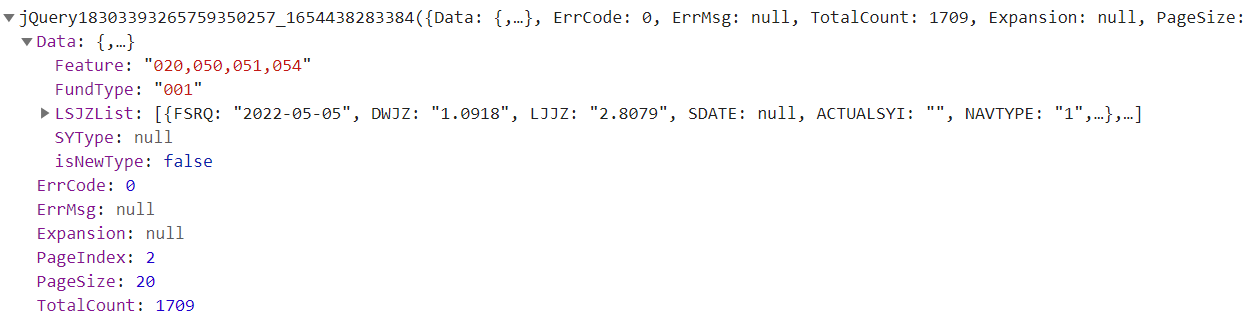 jQuery18303393265759350257_1654438283384({Data: {,…}, ErrCode: 0, ErrMsg: null, TotalCount: 1709, Expansion: null, PageSize:
Data: {,…}
Feature: "020,050,051,054"
FundType: "001"
LSJZList: [{FSRQ: "2022-05-05", DWJZ: "1.0918", LJJZ: "2.8079", SDATE: null, ACTUALSYI: "", NAVTYPE: "1",…},…]
SYType: null
isNewType: false
ErrCode: 0
ErrMsg: null
Expansion: null
PageIndex: 2
PageSize: 20
TotalCount: 1709